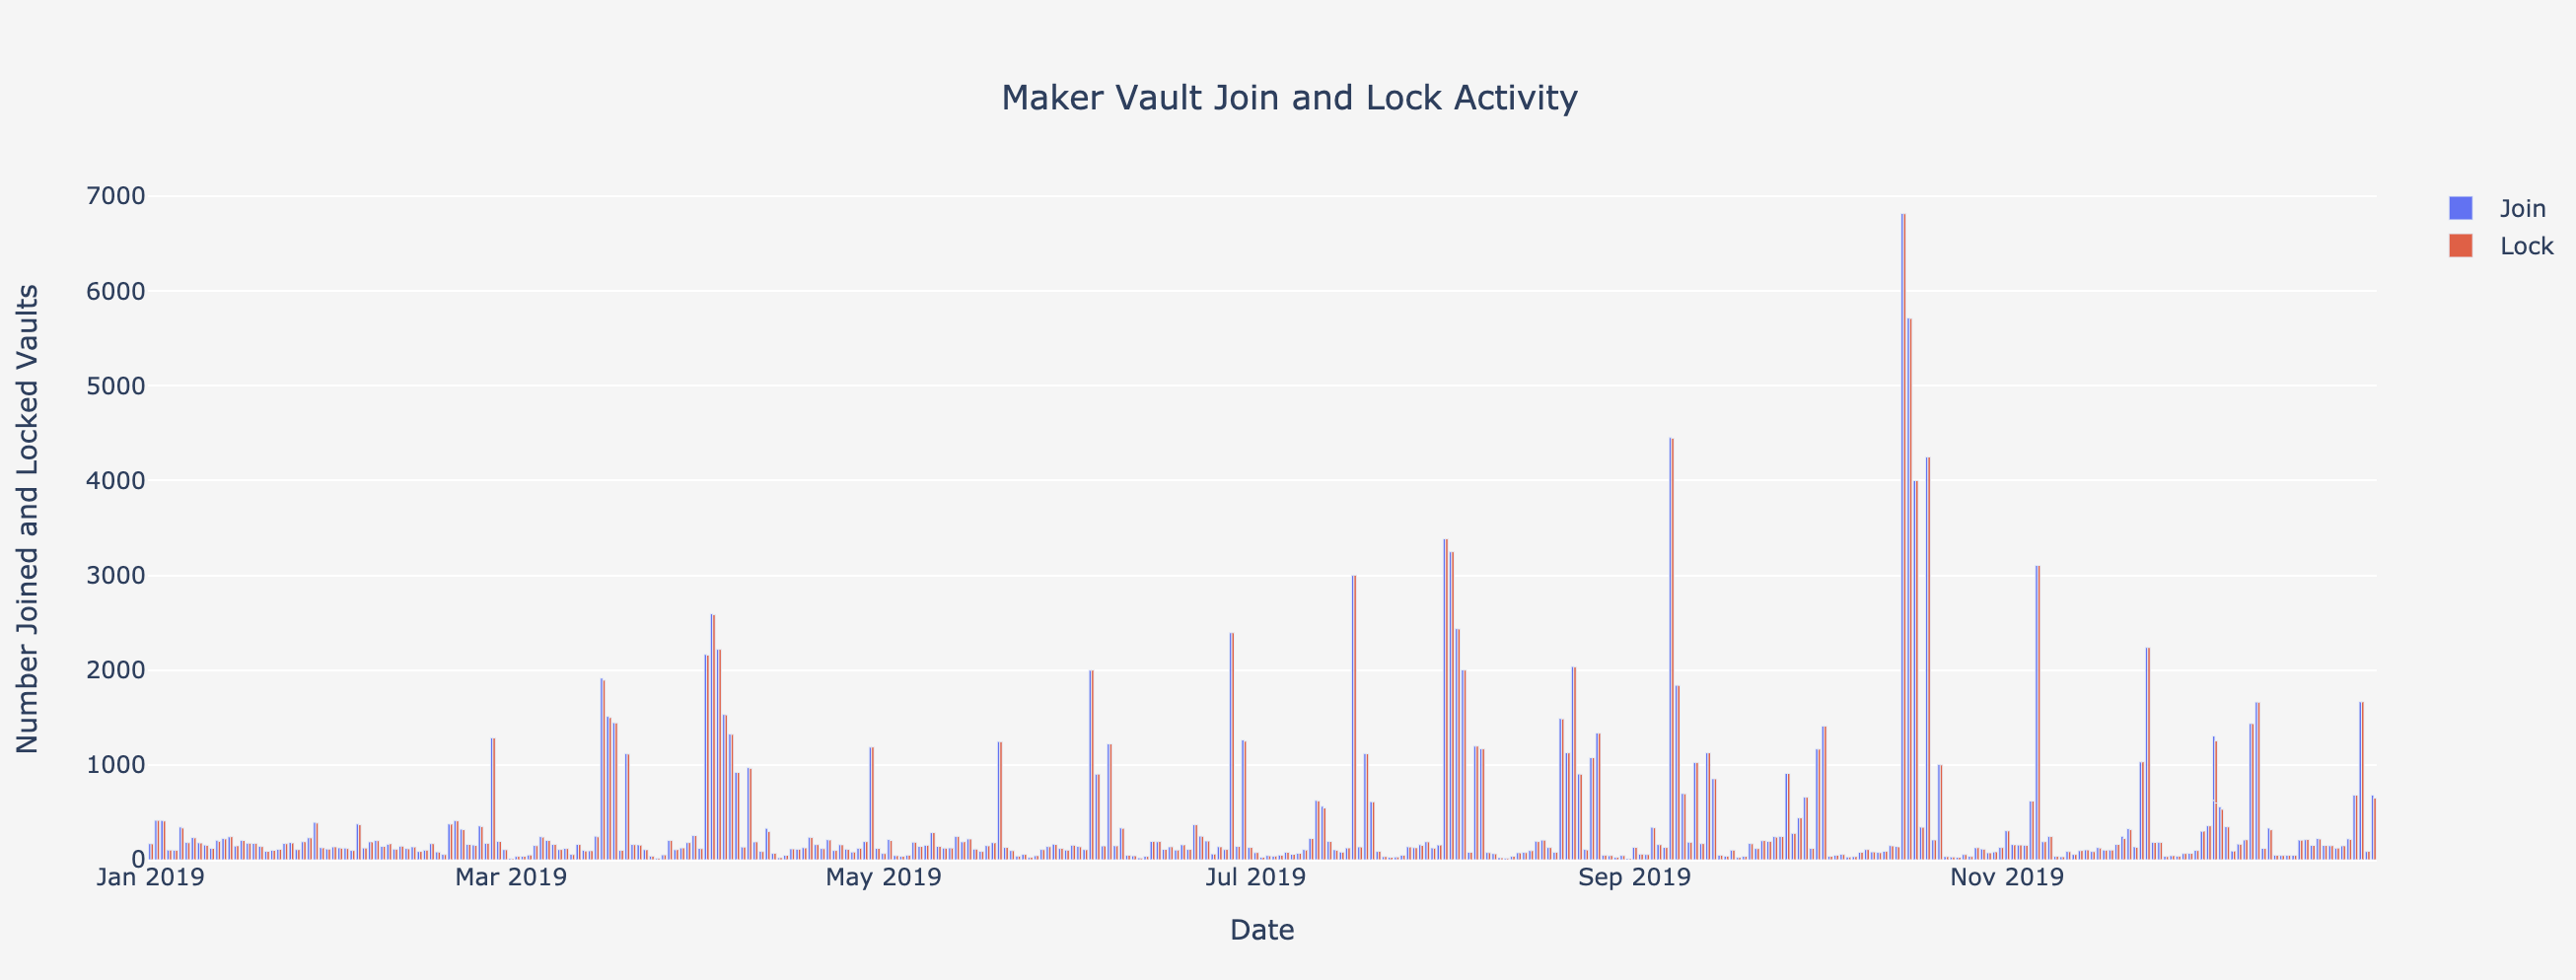 Maker Vault Join and Lock Activity
Number Joined and Locked Vaults
7000
6000
5000
4000
3000
2000
1000
0
Jan 2019
Mar 2019
May 2019
Jul 2019
Sep 2019
Nov 2019
Date
Join
Lock